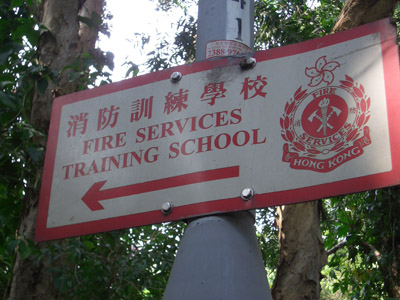 消防訓練學校
FIRE SERVICES
TRAINING SCHOOL
FIRE
SERVICES
HONG KONG